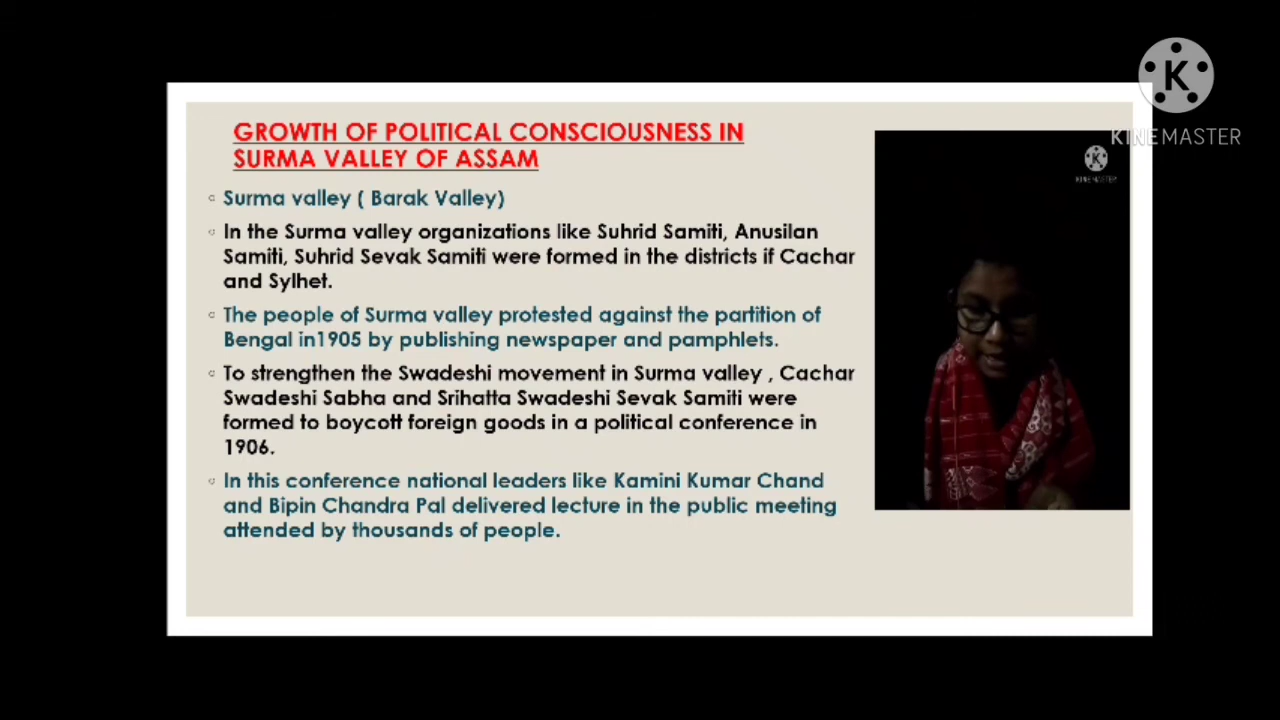 GROWTH OF POLITICAL CONSCIOUSNESS IN
SURMA VALLEY OF ASSAM
Surma valley ( Barak Valley)
In the Surma valley organizations like Suhrid Samiti, Anusilan
Samiti, Suhrid Sevak Samiti were formed in the districts if Cachar
and Sylhet.
The people of Surma valley protested against the partition of
Bengal in1905 by publishing newspaper and pamphlets.
To strengthen the Swadeshi movement in Surma valley , Cachar
Swadeshi Sabha and Srihatta Swadeshi Sevak Samiti were
formed to boycott foreign goods in a political conference in
1906.
In this conference national leaders like Kamini Kumar Chand
and Bipin Chandra Pal delivered lecture in the public meeting
attended by thousands of people.
K
KINEMASTER
K
KINEMASTER